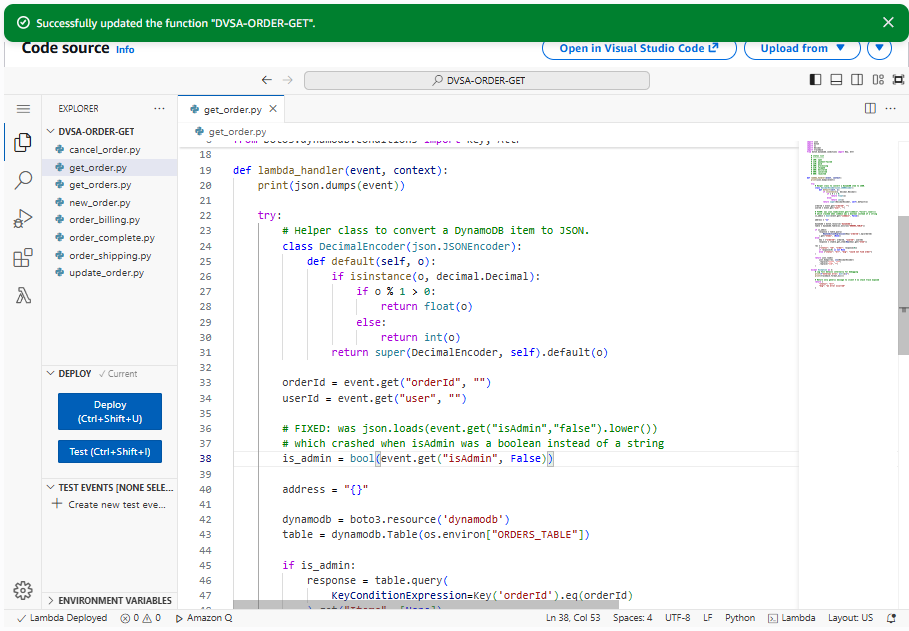 Successfully updated the function "DVSA-ORDER-GET".
Code source Info
Open in Visual Studio Code
Upload from
DVSA-ORDER-GET
EXPLORER
DVSA-ORDER-GET
cancel_order.py
get_order.py
get_orders.py
new_order.py
order_billing.py
order_complete.py
order_shipping.py
update_order.py
DEPLOY Current
Deploy
(Ctrl+Shift+U)
Test (Ctrl+Shift+I)
TEST EVENTS [NONE SELE...
Create new test eve...
ENVIRONMENT VARIABLES
get_order.py
get_order.py
from boto3.dynamodb.conditions import Key, Attr
18
19 def lambda_handler(event, context):
20 print(json.dumps(event))
21
22 try:
23 # Helper class to convert a DynamoDB item to JSON.
24 class DecimalEncoder(json.JSONEncoder):
25 def default(self, o):
26 if isinstance(o, decimal.Decimal):
27 if o % 1 > 0:
28 return float(o)
29 else:
30 return int(o)
31 return super(DecimalEncoder, self).default(o)
32
33 orderId = event.get("orderId", "")
34 userId = event.get("user", "")
35
36 # FIXED: was json.loads(event.get("isAdmin","false").lower())
37 # which crashed when isAdmin was a boolean instead of a string
38 is_admin = bool(event.get("isAdmin", False))
39
40 address = "{}"
41
42 dynamodb = boto3.resource('dynamodb')
43 table = dynamodb.Table(os.environ["ORDERS_TABLE"])
44
45 if is_admin:
46 response = table.query(
47 KeyConditionExpression=Key('orderId').eq(orderId)
Lambda Deployed 0 0 Amazon Q
Ln 38, Col 53 Spaces: 4 UTF-8 LF Python Lambda Layout: US